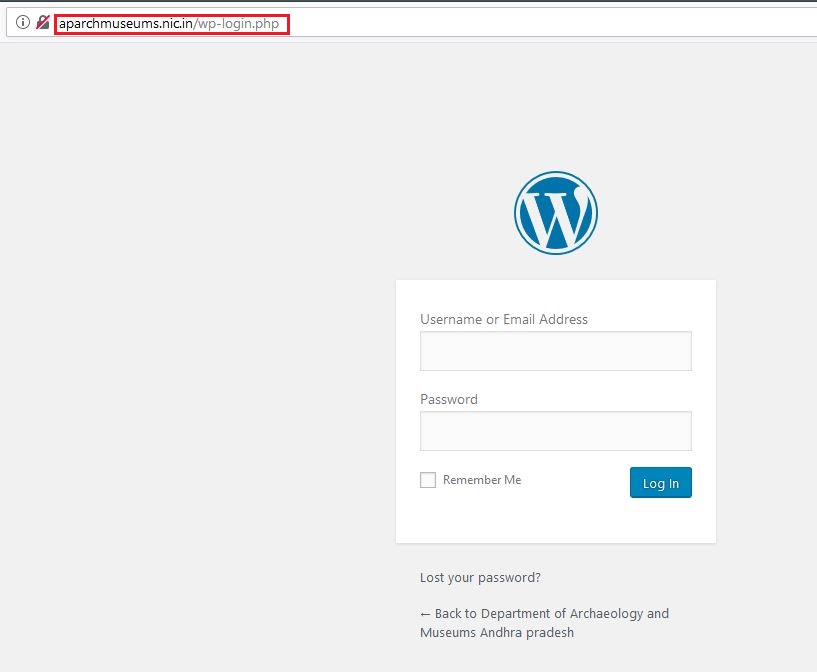 aparchmuseums.nic.in/wp-login.php
Username or Email Address
Password
Remember Me
Log In
Lost your password?
← Back to Department of Archaeology and
Museums Andhra pradesh